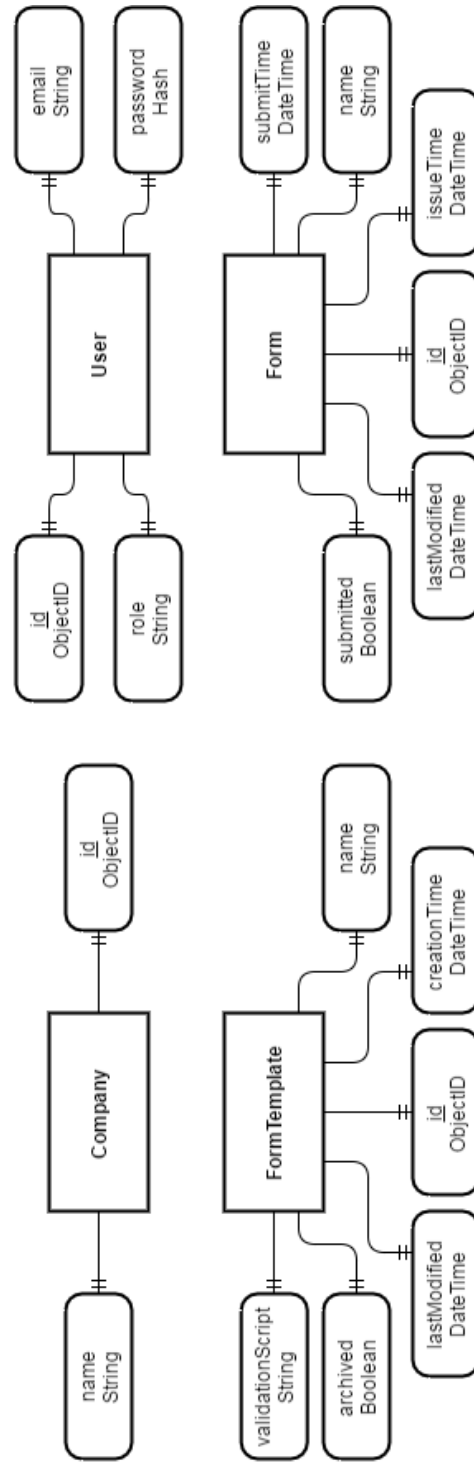 name
String
Company
id
ObjectID
id
ObjectID
role
String
User
email
String
password
Hash
validationScript
String
archived
Boolean
FormTemplate
name
String
lastModified
DateTime
id
ObjectID
creationTime
DateTime
submitted
Boolean
Form
submitTime
DateTime
name
String
lastModified
DateTime
id
ObjectID
issueTime
DateTime